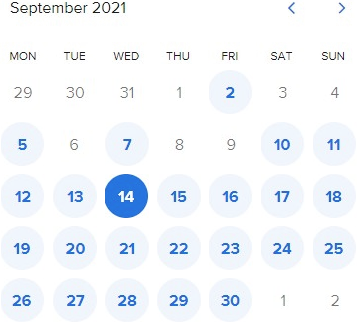 September 2021
MON TUE WED THU FRI SAT SUN
29 30 31 1 2 3 4
5 6 7 8 9 10 11
12 13 14 15 16 17 18
19 20 21 22 23 24 25
26 27 28 29 30 1 2